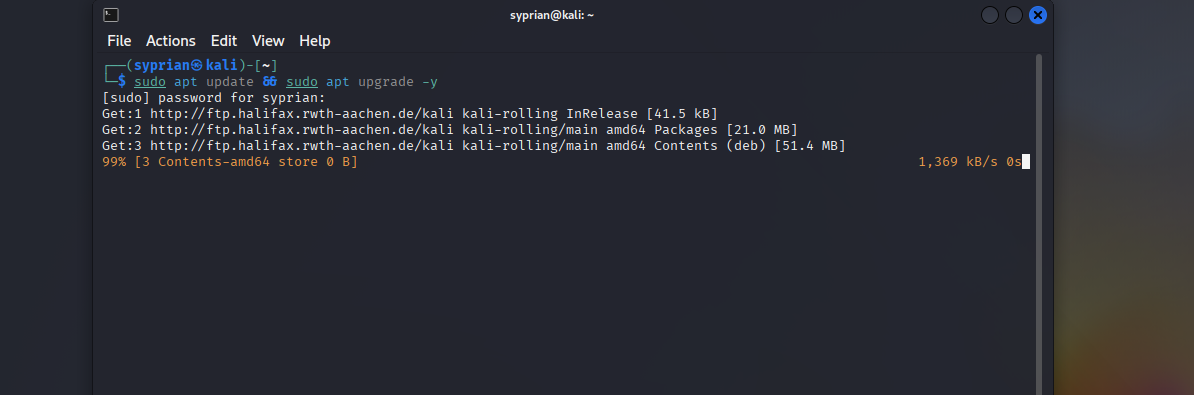 syprian@kali: ~
File Actions Edit View Help
┌──(syprian㉿kali)-[~]
└─$ sudo apt update && sudo apt upgrade -y
[sudo] password for syprian:
Get:1 http://ftp.halifax.rwth-aachen.de/kali kali-rolling InRelease [41.5 kB]
Get:2 http://ftp.halifax.rwth-aachen.de/kali kali-rolling/main amd64 Packages [21.0 MB]
Get:3 http://ftp.halifax.rwth-aachen.de/kali kali-rolling/main amd64 Contents (deb) [51.4 MB]
99% [3 Contents-amd64 store 0 B] 1,369 kB/s 0s